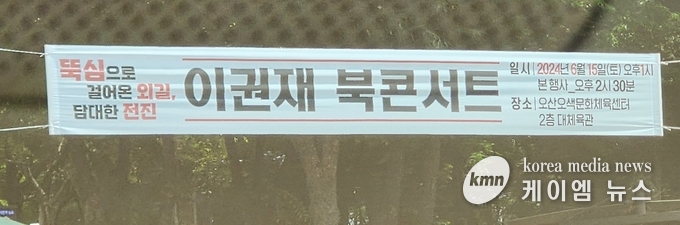 뚝심으로
걸어온 외길,
담대한 전진
이권재 북콘서트
일시 | 2024년 6월 15일(토) 오후1시
본행사_오후 2시 30분
장소 | 오산오색문화체육센터
2층 대체육관
kmn
korea media news
케이엠 뉴스